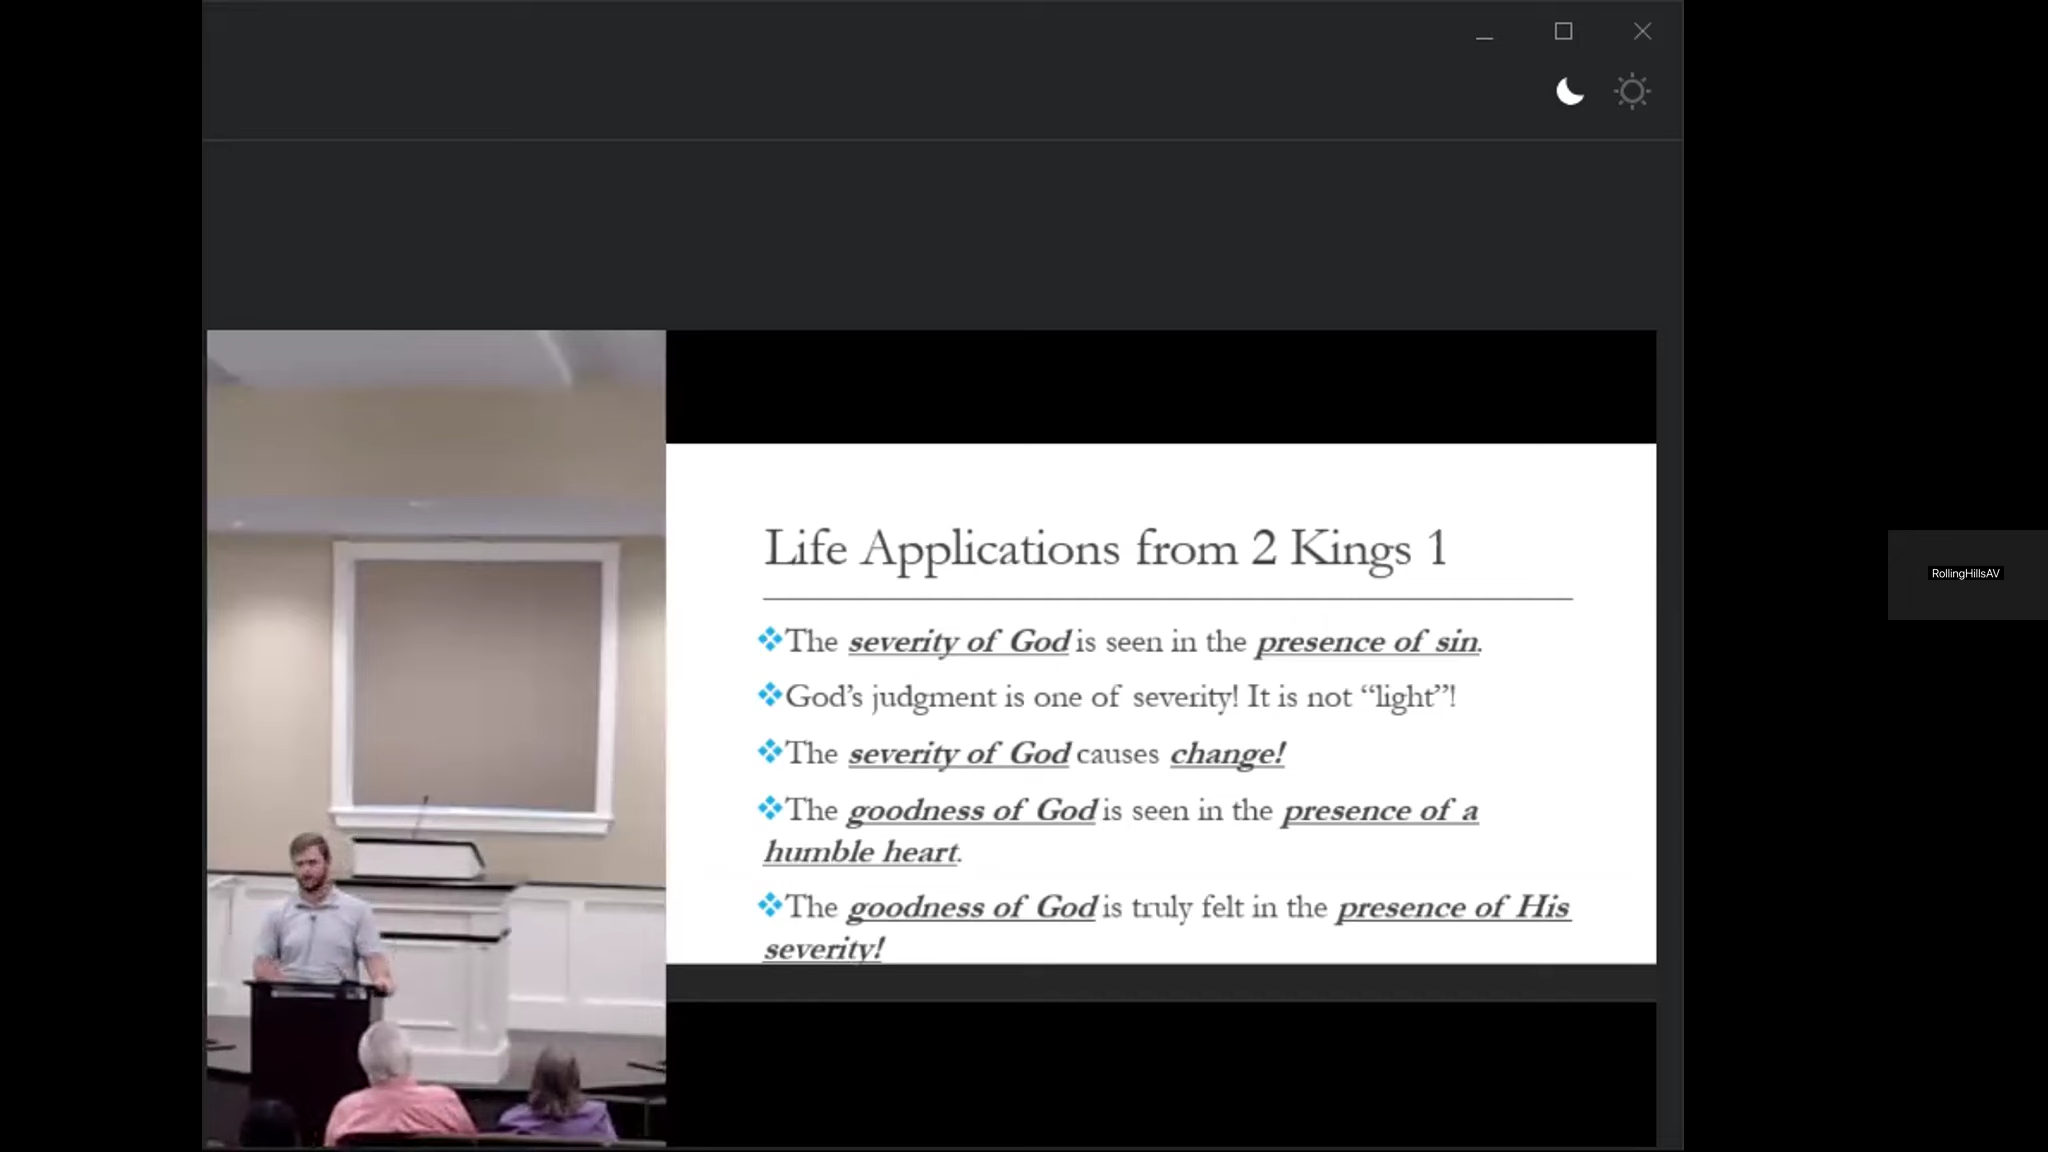 Life Applications from 2 Kings 1
❖The severity of God is seen in the presence of sin.
❖God’s judgment is one of severity! It is not “light”!
❖The severity of God causes change!
❖The goodness of God is seen in the presence of a
humble heart.
❖The goodness of God is truly felt in the presence of His
severity!
RollingHillsAV